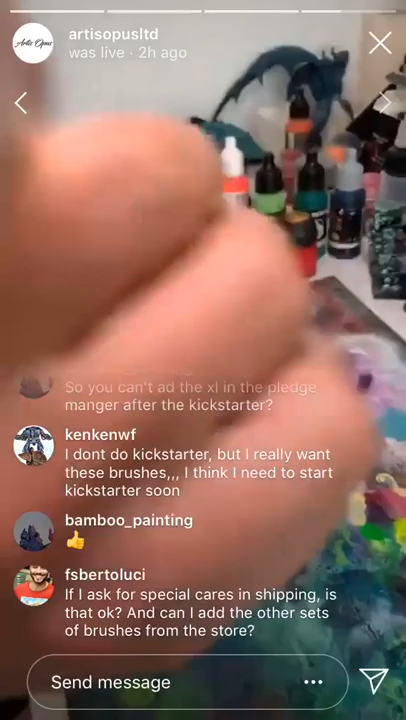 Artis Opus
artisopusltd
was live · 2h ago
So you can't ad the xl in the pledge
manger after the kickstarter?
kenkenwf
I dont do kickstarter, but I really want
these brushes,,, I think I need to start
kickstarter soon
bamboo_painting
👍
fsbertoluci
If I ask for special cares in shipping, is
that ok? And can I add the other sets
of brushes from the store?
Send message